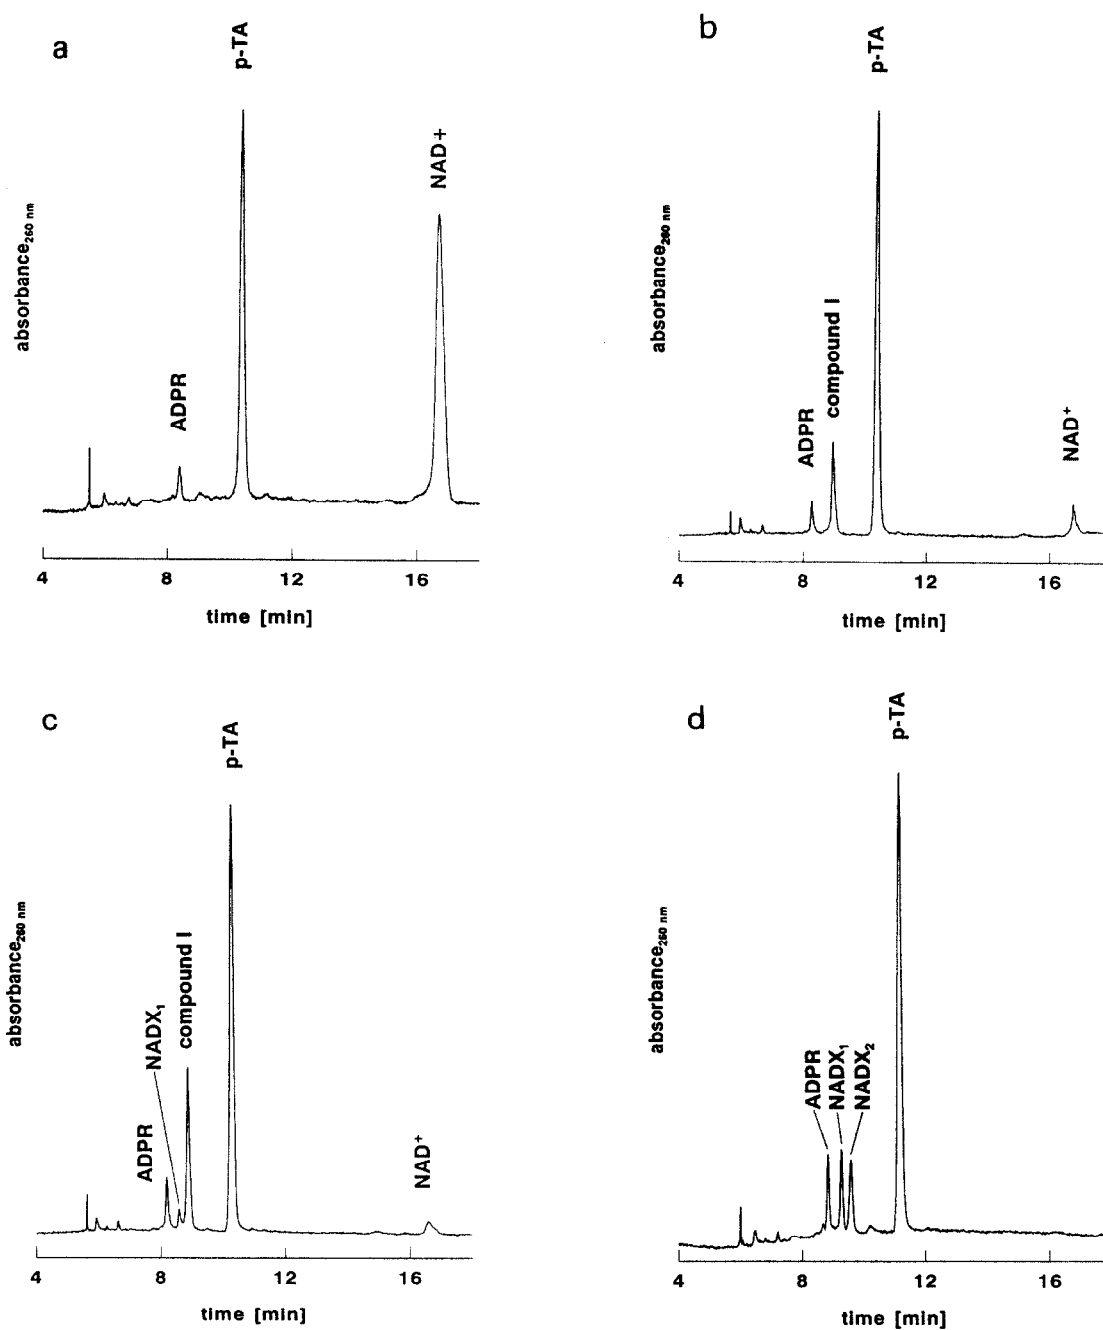 a
p-TA
NAD+
ADPR
absorbance260 nm
4 8 12 16
time [min]
b
p-TA
compound I
ADPR
NAD+
absorbance260 nm
4 8 12 16
time [min]
c
p-TA
compound I
NADX1
ADPR
NAD+
absorbance260 nm
4 8 12 16
time [min]
d
p-TA
ADPR
NADX1
NADX2
absorbance260 nm
4 8 12 16
time [min]